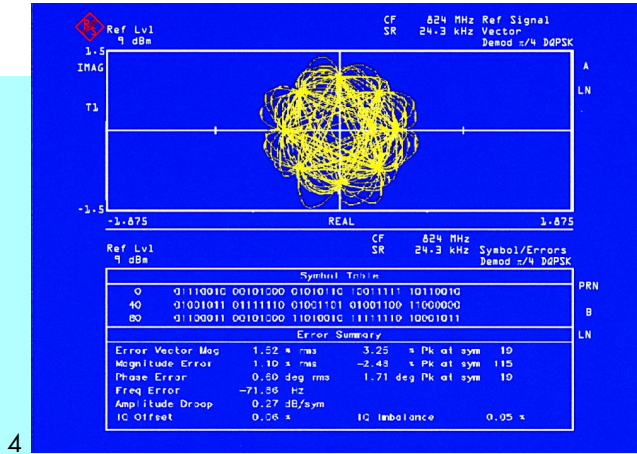 Ref Lvl
9 dBm
CF 824 MHz Ref Signal
SR 24.3 kHz Vector
Demod π/4 DQPSK
1.5
IMAG
T1
A
LN
-1.5
-1.875 REAL 1.875
Ref Lvl
9 dBm
CF 824 MHz
SR 24.3 kHz Symbol/Errors
Demod π/4 DQPSK
Symbol Table
0 01110010 00101000 01010110 10011111 10110010
40 01001011 01111110 01001101 01001100 11000000
80 01100011 00101000 11010010 11111110 10001011
PRN
B
Error Summary
LN
Error Vector Mag 1.52 % rms 3.25 % Pk at sym 19
Magnitude Error 1.10 % rms -2.48 % Pk at sym 115
Phase Error 0.60 deg rms 1.71 deg Pk at sym 19
Freq Error -71.86 Hz
Amplitude Droop 0.27 dB/sym
IQ Offset 0.06 % IQ Imbalance 0.05 %
4